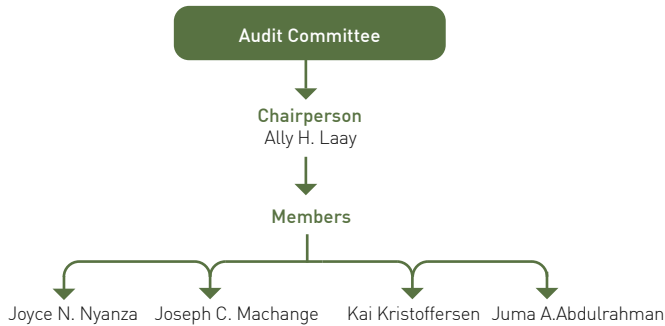 Audit Committee
Chairperson
Ally H. Laay
Members
Joyce N. Nyanza
Joseph C. Machange
Kai Kristoffersen
Juma A.Abdulrahman